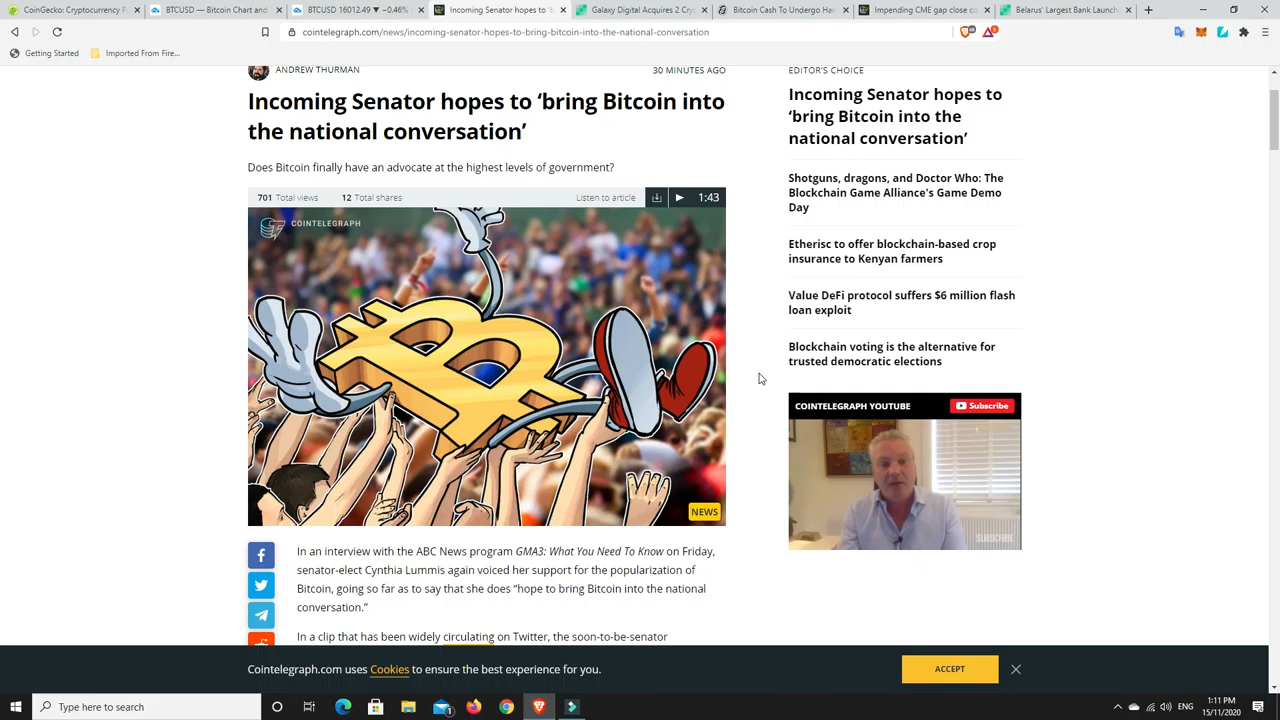 CoinGecko: Cryptocurrency P
BTCUSD — Bitcoin Chart and
BTCUSD 16012.49 ▼ −0.46%
Incoming Senator hopes to 'b
Galaxy Digital Acquires 2 Cry
Bitcoin Cash To Undergo Ha
Impending CME gap close co
Belarus' Largest Bank Launch
cointelegraph.com/news/incoming-senator-hopes-to-bring-bitcoin-into-the-national-conversation
Getting Started
Imported From Fire...
ANDREW THURMAN
30 MINUTES AGO
Incoming Senator hopes to ‘bring Bitcoin into
the national conversation’
Does Bitcoin finally have an advocate at the highest levels of government?
701 Total views
12 Total shares
Listen to article
1:43
COINTELEGRAPH
NEWS
In an interview with the ABC News program GMA3: What You Need To Know on Friday,
senator-elect Cynthia Lummis again voiced her support for the popularization of
Bitcoin, going so far as to say that she does “hope to bring Bitcoin into the national
conversation.”
In a clip that has been widely circulating on Twitter, the soon-to-be-senator
EDITOR'S CHOICE
Incoming Senator hopes to
‘bring Bitcoin into the
national conversation’
Shotguns, dragons, and Doctor Who: The
Blockchain Game Alliance's Game Demo
Day
Etherisc to offer blockchain-based crop
insurance to Kenyan farmers
Value DeFi protocol suffers $6 million flash
loan exploit
Blockchain voting is the alternative for
trusted democratic elections
COINTELEGRAPH YOUTUBE
Subscribe
SUBSCRIBE
Cointelegraph.com uses Cookies to ensure the best experience for you.
ACCEPT
Type here to search
ENG
1:11 PM
15/11/2020